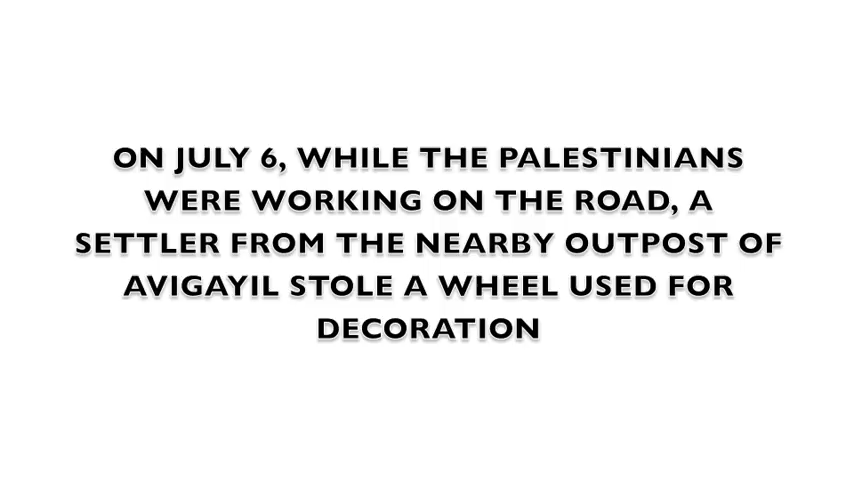 ON JULY 6, WHILE THE PALESTINIANS
WERE WORKING ON THE ROAD, A
SETTLER FROM THE NEARBY OUTPOST OF
AVIGAYIL STOLE A WHEEL USED FOR
DECORATION